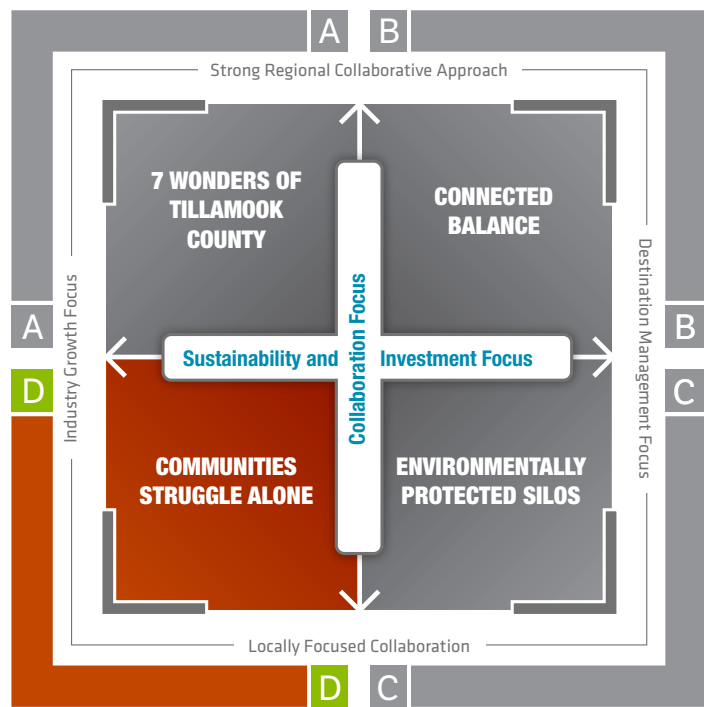 A B
Strong Regional Collaborative Approach
7 WONDERS OF
TILLAMOOK
COUNTY
CONNECTED
BALANCE
Industry Growth Focus
Destination Management Focus
A
B
Sustainability and Investment Focus
Collaboration Focus
D
C
COMMUNITIES
STRUGGLE ALONE
ENVIRONMENTALLY
PROTECTED SILOS
Locally Focused Collaboration
D C